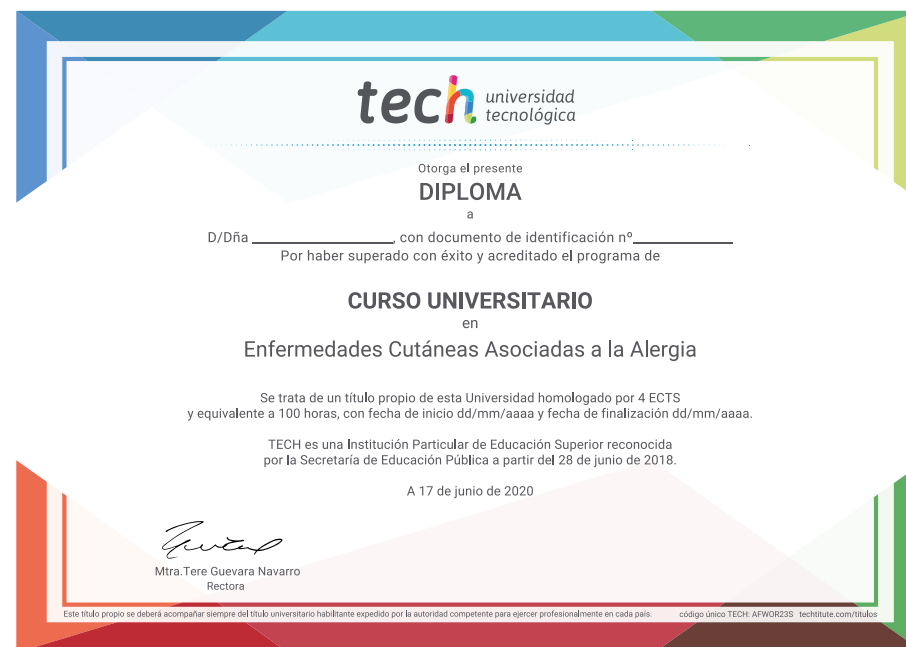 tech universidad
tecnológica
Otorga el presente
DIPLOMA
a
D/Dña ______________, con documento de identificación nº__________
Por haber superado con éxito y acreditado el programa de
CURSO UNIVERSITARIO
en
Enfermedades Cutáneas Asociadas a la Alergia
Se trata de un título propio de esta Universidad homologado por 4 ECTS
y equivalente a 100 horas, con fecha de inicio dd/mm/aaaa y fecha de finalización dd/mm/aaaa.
TECH es una Institución Particular de Educación Superior reconocida
por la Secretaría de Educación Pública a partir del 28 de junio de 2018.
A 17 de junio de 2020
Mtra.Tere Guevara Navarro
Rectora
Este título propio se deberá acompañar siempre del título universitario habilitante expedido por la autoridad competente para ejercer profesionalmente en cada país. código único TECH: AFWOR23S techtitute.com/títulos